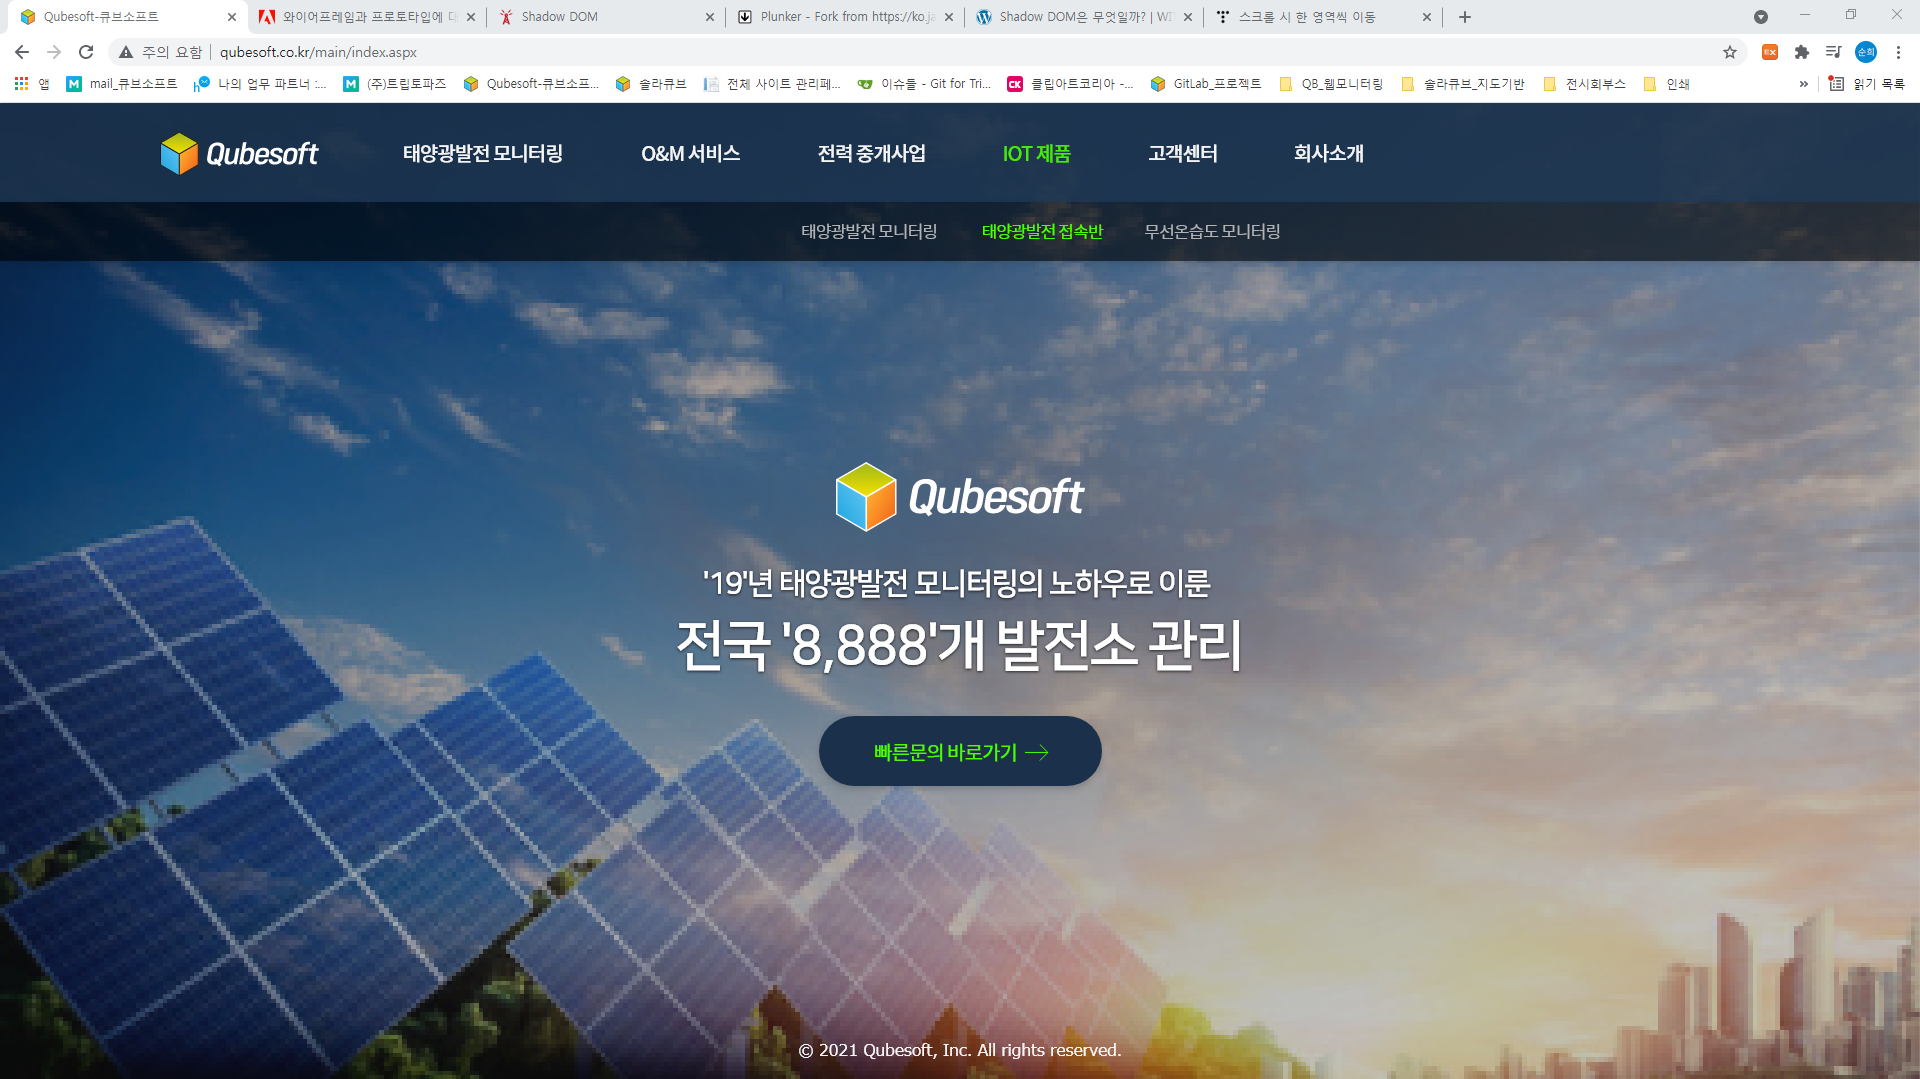 Qubesoft-큐브소프트
와이어프레임과 프로토타입에 대
Shadow DOM
Plunker - Fork from https://ko.ja
Shadow DOM은 무엇일까? | WI
스크롤 시 한 영역씩 이동
주의 요함 qubesoft.co.kr/main/index.aspx
EX
순희
앱
mail_큐브소프트
나의 업무 파트너 :...
(주)트립토파즈
Qubesoft-큐브소프...
솔라큐브
전체 사이트 관리페...
이슈들 - Git for Tri...
클립아트코리아 -...
GitLab_프로젝트
QB_웹모니터링
솔라큐브_지도기반
전시회부스
인쇄
»
읽기 목록
Qubesoft
태양광발전 모니터링
O&M 서비스
전력 중개사업
IOT 제품
고객센터
회사소개
태양광발전 모니터링
태양광발전 접속반
무선온습도 모니터링
Qubesoft
'19'년 태양광발전 모니터링의 노하우로 이룬
전국 '8,888'개 발전소 관리
빠른문의 바로가기
© 2021 Qubesoft, Inc. All rights reserved.